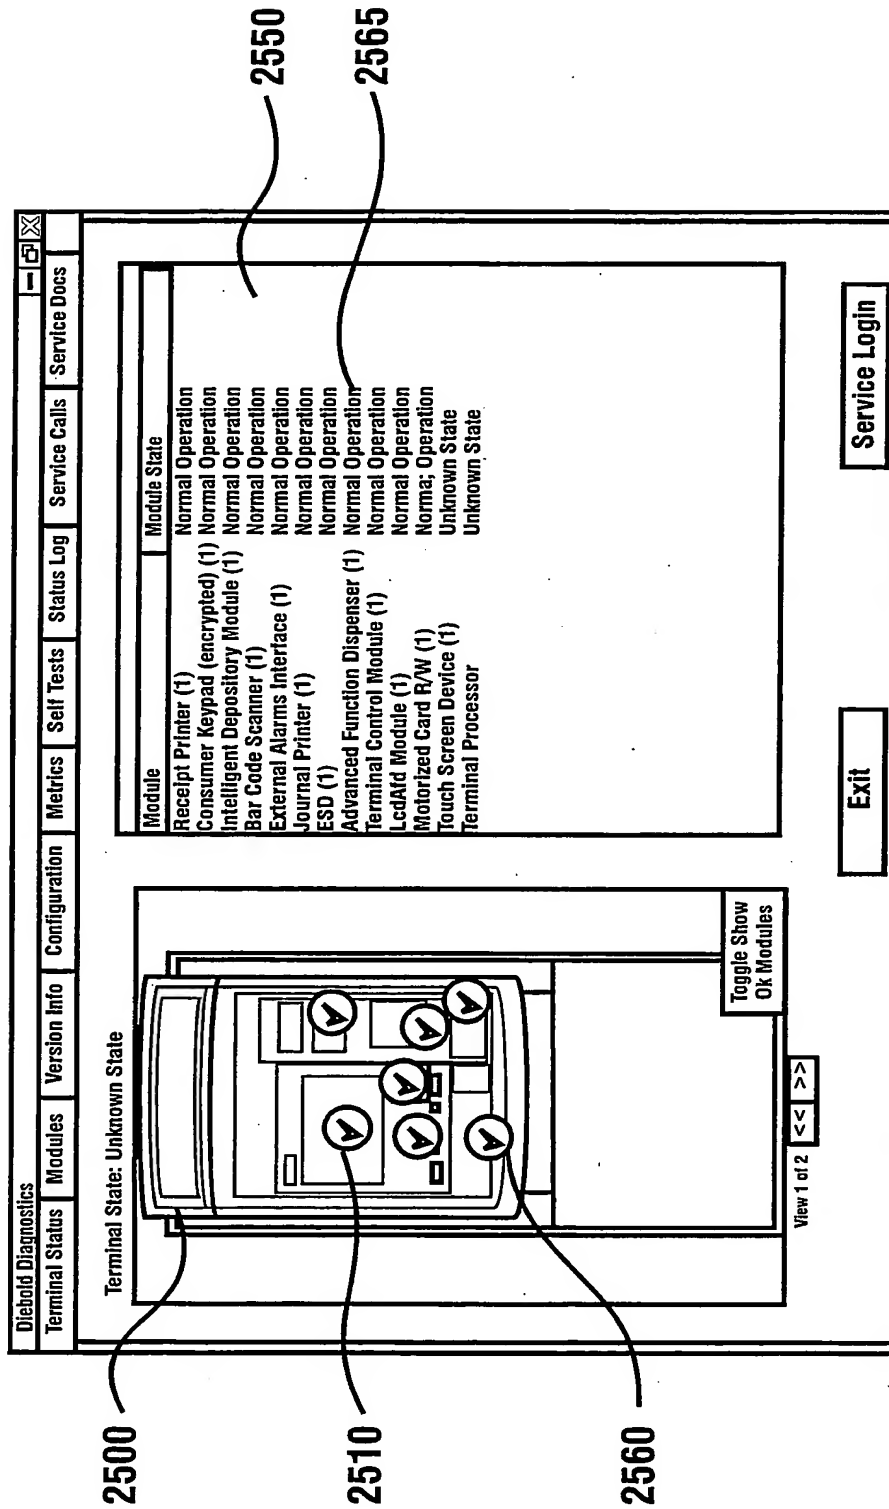 Diebold Diagnostics
Terminal Status Modules Version Info Configuration Metrics Self Tests Status Log Service Calls Service Docs
Terminal State: Unknown State
Module Module State
Receipt Printer (1) Normal Operation
Consumer Keypad (encrypted) (1) Normal Operation
Intelligent Depository Module (1) Normal Operation
Bar Code Scanner (1) Normal Operation
External Alarms Interface (1) Normal Operation
Journal Printer (1) Normal Operation
ESD (1) Normal Operation
Advanced Function Dispenser (1) Normal Operation
Terminal Control Module (1) Normal Operation
LcdAfd Module (1) Normal Operation
Motorized Card R/W (1) Norma; Operation
Touch Screen Device (1) Unknown State
Terminal Processor Unknown State
Toggle Show
Ok Modules
View 1 of 2 << >>
Exit Service Login
2500
2510
2560
2550
2565